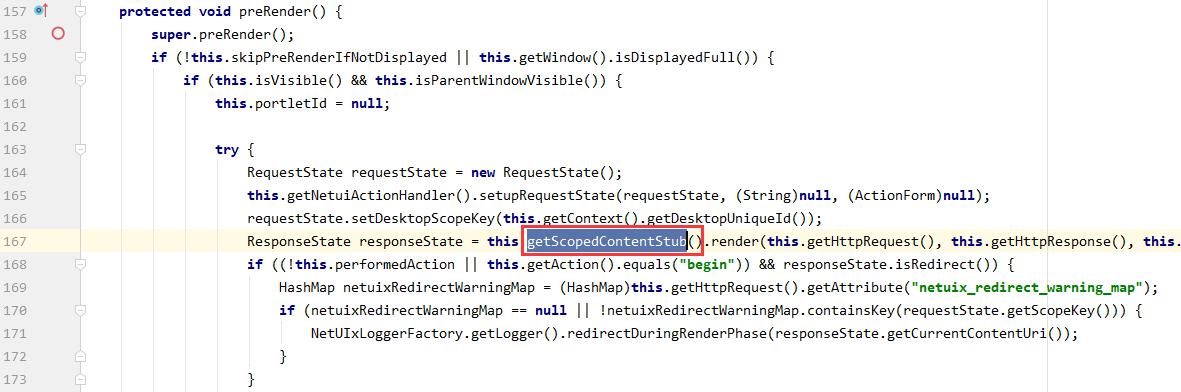 157 protected void preRender() {
158 super.preRender();
159 if (!this.skipPreRenderIfNotDisplayed || this.getWindow().isDisplayedFull()) {
160 if (this.isVisible() && this.isParentWindowVisible()) {
161 this.portletId = null;
162
163 try {
164 RequestState requestState = new RequestState();
165 this.getNetuiActionHandler().setupRequestState(requestState, (String)null, (ActionForm)null);
166 requestState.setDesktopScopeKey(this.getContext().getDesktopUniqueId());
167 ResponseState responseState = this.getScopedContentStub().render(this.getHttpRequest(), this.getHttpResponse(), this.
168 if ((!this.performedAction || this.getAction().equals("begin")) && responseState.isRedirect()) {
169 HashMap netuixRedirectWarningMap = (HashMap)this.getHttpRequest().getAttribute("netuix_redirect_warning_map");
170 if (netuixRedirectWarningMap == null || !netuixRedirectWarningMap.containsKey(requestState.getScopeKey())) {
171 NetUIxLoggerFactory.getLogger().redirectDuringRenderPhase(responseState.getCurrentContentUri());
172 }
173 }